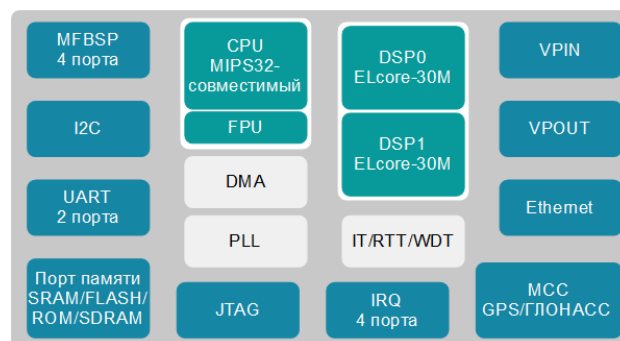 MFBSP
4 порта
CPU
MIPS32-
совместимый
FPU
DSP0
ELcore-30M
VPIN
I2C
DSP1
ELcore-30M
VPOUT
UART
2 порта
DMA
Ethernet
PLL
IT/RTT/WDT
Порт памяти
SRAM/FLASH/
ROM/SDRAM
JTAG
IRQ
4 порта
МСС
GPS/ГЛОНАСС